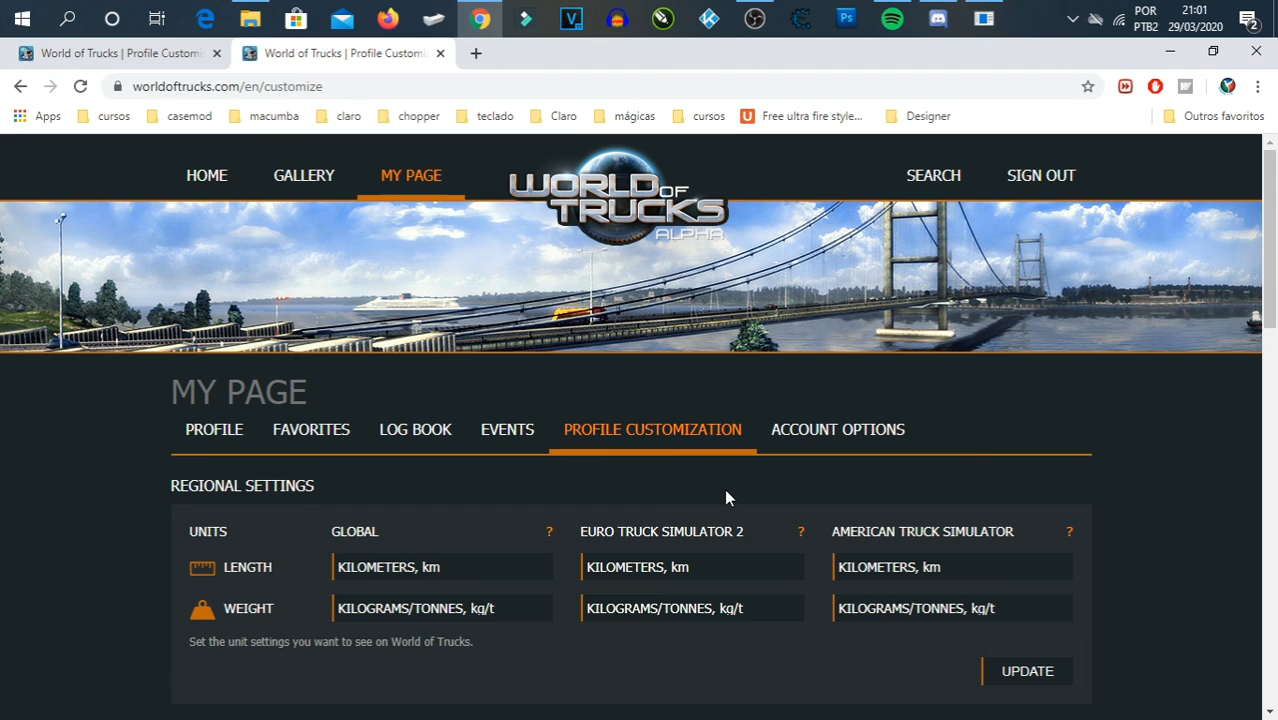 POR
21:01
PTB2
29/03/2020
2
World of Trucks | Profile Customi
World of Trucks | Profile Customi
worldoftrucks.com/en/customize
Apps
cursos
casemod
macumba
claro
chopper
teclado
Claro
mágicas
cursos
Free ultra fire style...
Designer
Outros favoritos
HOME
GALLERY
MY PAGE
WORLD OF
TRUCKS
ALPHA
SEARCH
SIGN OUT
MY PAGE
PROFILE
FAVORITES
LOG BOOK
EVENTS
PROFILE CUSTOMIZATION
ACCOUNT OPTIONS
REGIONAL SETTINGS
UNITS
GLOBAL
?
EURO TRUCK SIMULATOR 2
?
AMERICAN TRUCK SIMULATOR
?
LENGTH
KILOMETERS, km
KILOMETERS, km
KILOMETERS, km
WEIGHT
KILOGRAMS/TONNES, kg/t
KILOGRAMS/TONNES, kg/t
KILOGRAMS/TONNES, kg/t
Set the unit settings you want to see on World of Trucks.
UPDATE